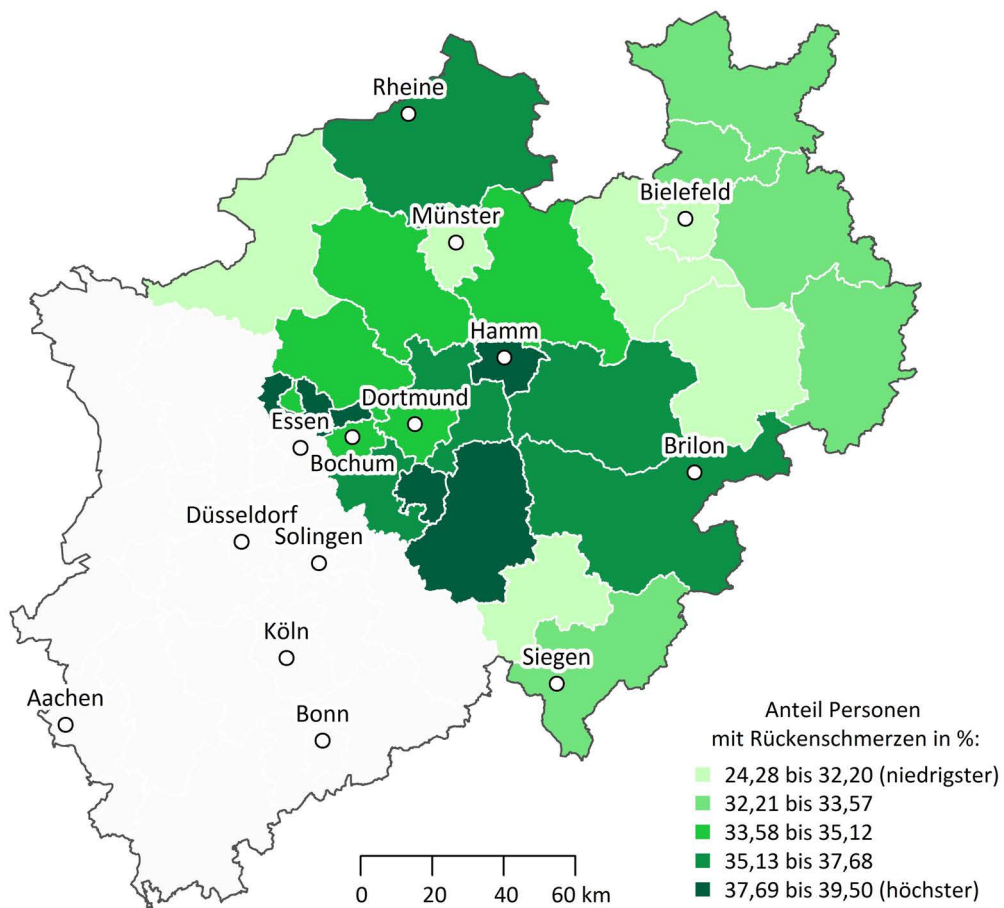 Rheine
Bielefeld
Münster
Hamm
Dortmund
Essen
Bochum
Brilon
Düsseldorf
Solingen
Köln
Siegen
Aachen
Bonn
Anteil Personen
mit Rückenschmerzen in %:
24,28 bis 32,20 (niedrigster)
32,21 bis 33,57
33,58 bis 35,12
35,13 bis 37,68
37,69 bis 39,50 (höchster)
0 20 40 60 km